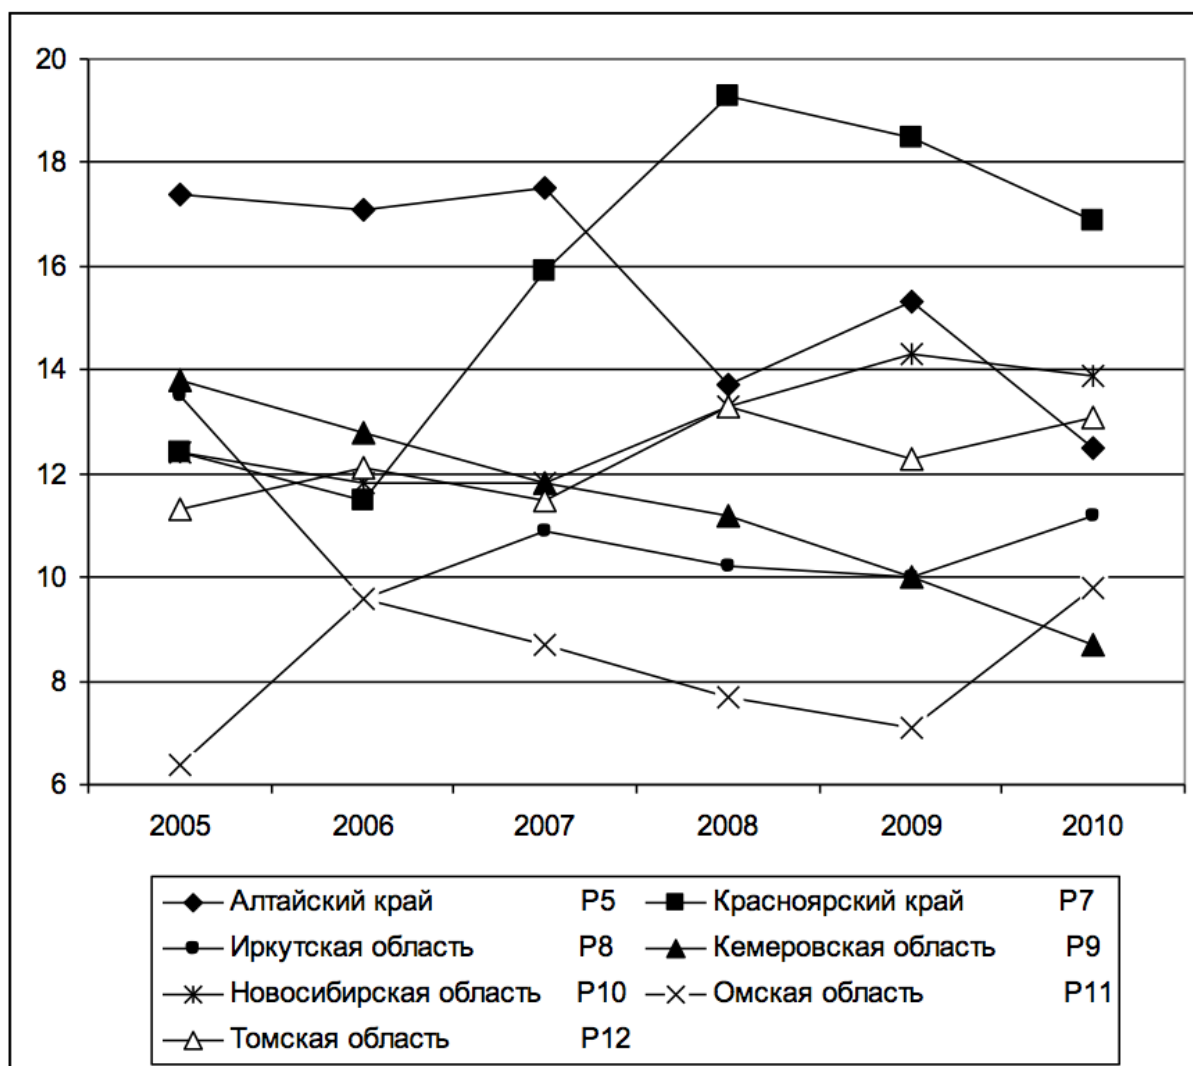 20
18
16
14
12
10
8
6
2005 2006 2007 2008 2009 2010
Алтайский край P5 Красноярский край P7
Иркутская область P8 Кемеровская область P9
Новосибирская область P10 Омская область P11
Томская область P12